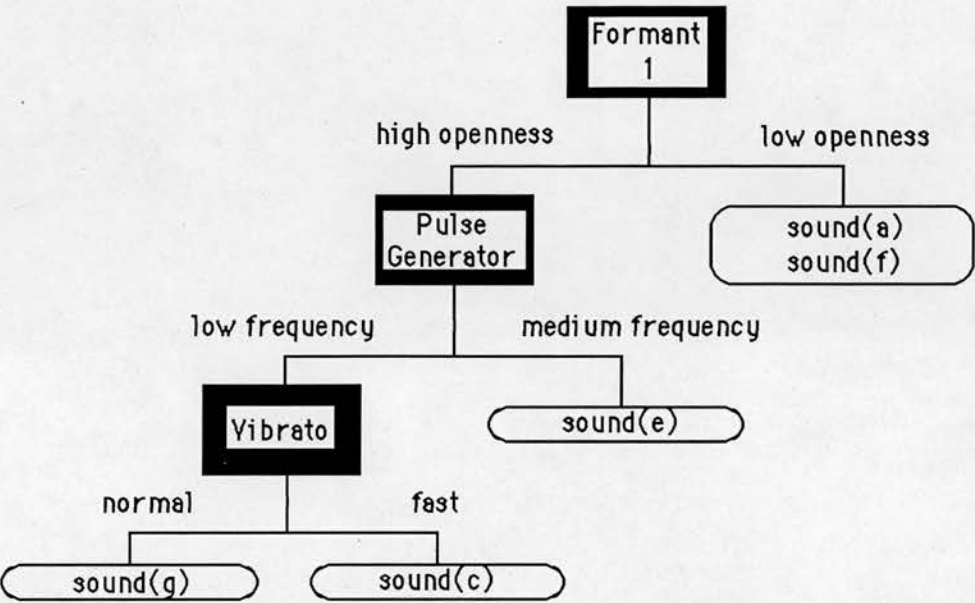 Formant
1
high openness
low openness
Pulse
Generator
sound(a)
sound(f)
low frequency
medium frequency
Vibrato
sound(e)
normal
fast
sound(g)
sound(c)